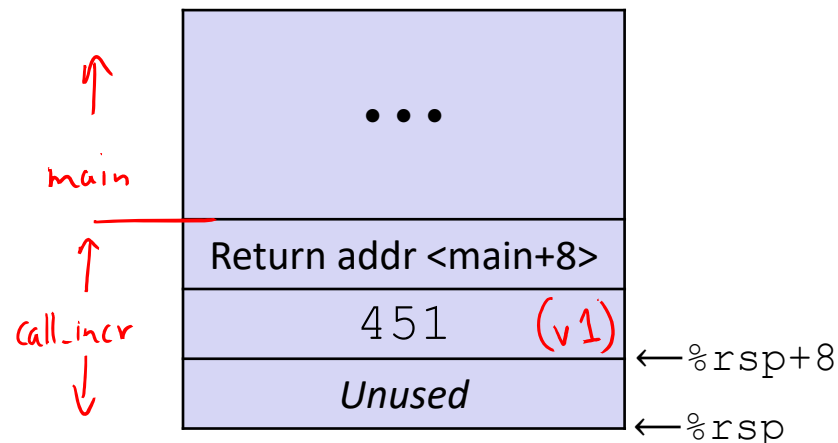 •••
main
Return addr <main+8>
call_incr
451 (v1)
←%rsp+8
Unused
←%rsp